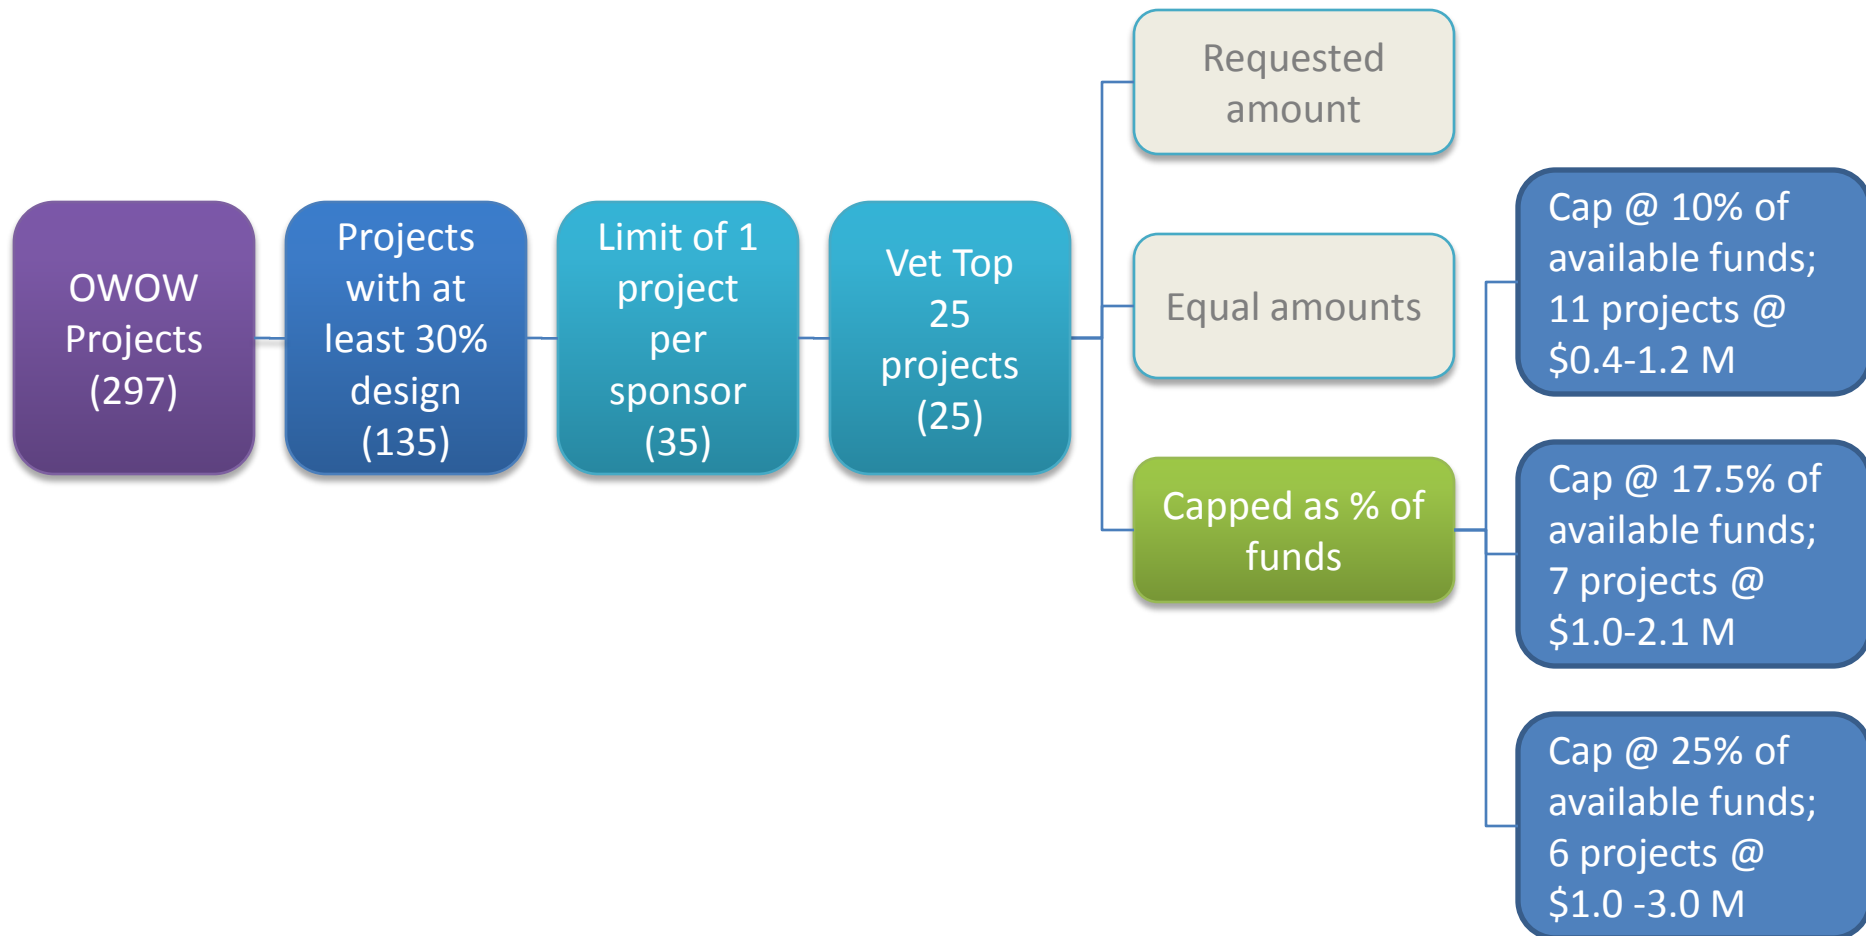 OWOW
Projects
(297)
Projects
with at
least 30%
design
(135)
Limit of 1
project
per
sponsor
(35)
Vet Top
25
projects
(25)
Requested
amount
Equal amounts
Capped as % of
funds
Cap @ 10% of
available funds;
11 projects @
$0.4-1.2 M
Cap @ 17.5% of
available funds;
7 projects @
$1.0-2.1 M
Cap @ 25% of
available funds;
6 projects @
$1.0 -3.0 M